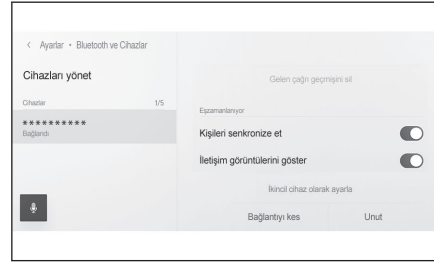 < Ayarlar • Bluetooth ve Cihazlar
Cihazları yönet
Cihazlar 1/5
**********
Bağlandı
Gelen çağrı geçmişini sil
Eşzamanlanıyor
Kişileri senkronize et
İletişim görüntülerini göster
İkincil cihaz olarak ayarla
Bağlantıyı kes Unut